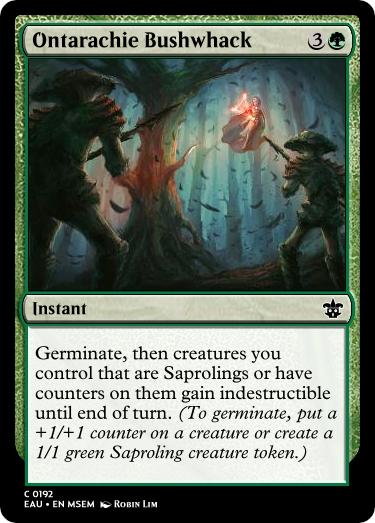 Ontarachie Bushwhack 3
Instant
Germinate, then creatures you
control that are Saprolings or have
counters on them gain indestructible
until end of turn. (To germinate, put a
+1/+1 counter on a creature or create a
1/1 green Saproling creature token.)
C 0192
EAU • EN MSEM Robin Lim